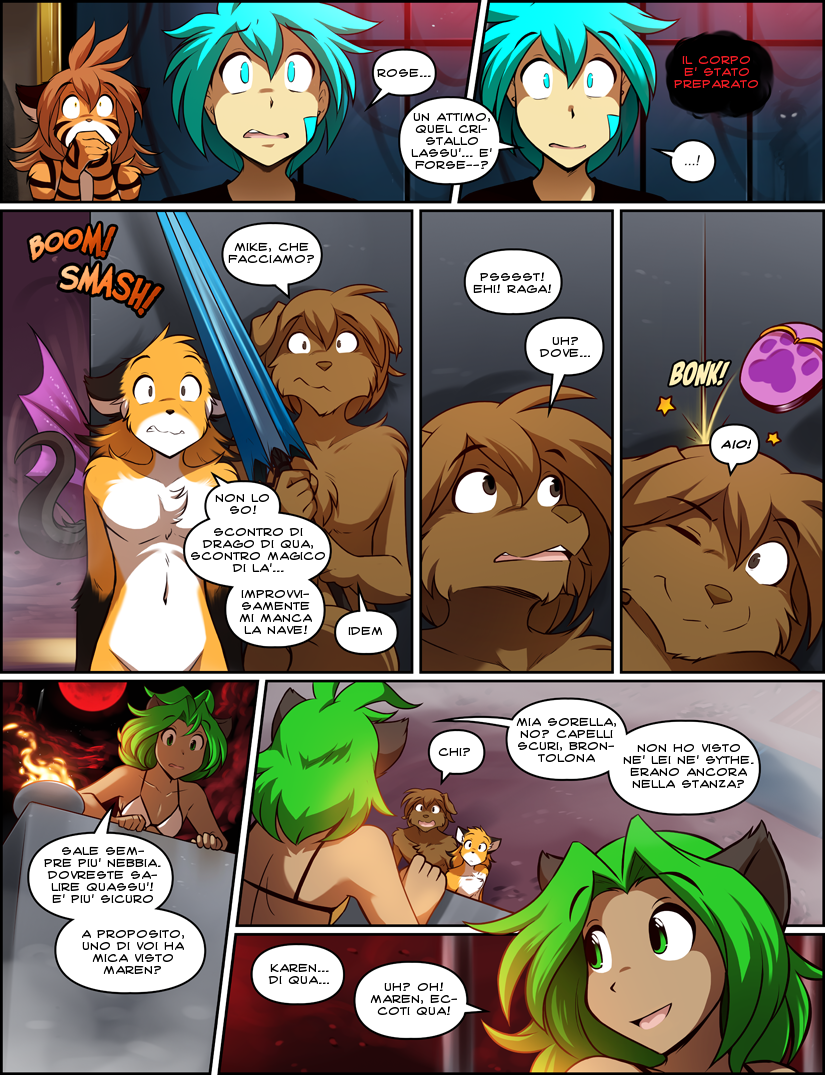 ROSE...
UN ATTIMO,
QUEL CRI-
STALLO
LASSU'... E'
FORSE--?
IL CORPO
E' STATO
PREPARATO
...!
BOOM!
SMASH!
MIKE, CHE
FACCIAMO?
NON LO
SO!
SCONTRO DI
DRAGO DI QUA,
SCONTRO MAGICO
DI LA'...
IMPROVVI-
SAMENTE
MI MANCA
LA NAVE!
IDEM
PSSSST!
EHI! RAGA!
UH?
DOVE...
BONK!
AIO!
SALE SEM-
PRE PIU' NEBBIA.
DOVRESTE SA-
LIRE QUASSU'!
E' PIU' SICURO
A PROPOSITO,
UNO DI VOI HA
MICA VISTO
MAREN?
CHI?
MIA SORELLA,
NO? CAPELLI
SCURI, BRON-
TOLONA
NON HO VISTO
NE' LEI NE' SYTHE.
ERANO ANCORA
NELLA STANZA?
KAREN...
DI QUA...
UH? OH!
MAREN, EC-
COTI QUA!